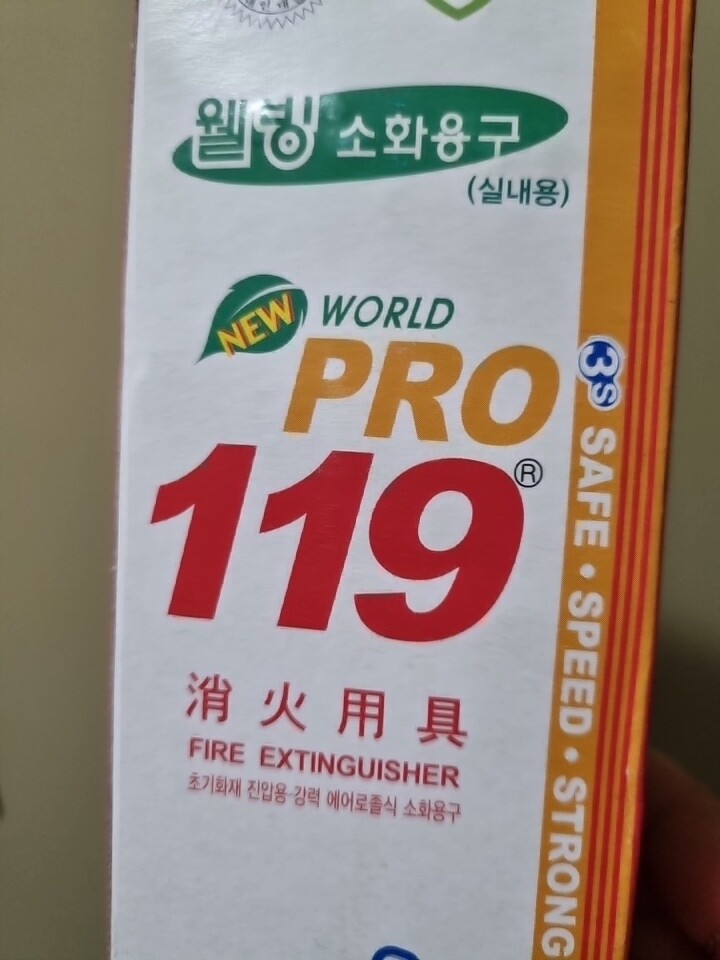 웰빙 소화용구
(실내용)
NEW WORLD
PRO
119®
消火用具
FIRE EXTINGUISHER
초기화재 진압용·강력 에어로졸식 소화용구
3S SAFE • SPEED • STRONG